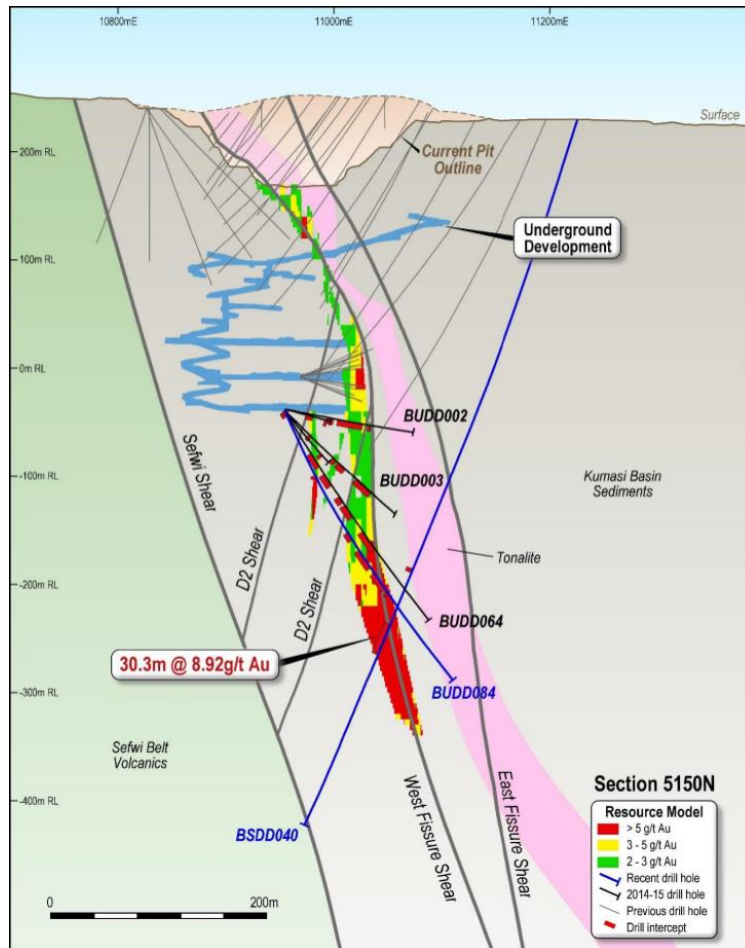 10800mE
11000mE
11200mE
Surface
200m RL
Current Pit
Outline
Underground
Development
100m RL
0m RL
BUDD002
Sefwi Shear
BUDD003
Kumasi Basin
Sediments
-100m RL
D2 Shear
Tonalite
-200m RL
D2 Shear
BUDD064
30.3m @ 8.92g/t Au
BUDD084
-300m RL
Sefwi Belt
Volcanics
West Fissure Shear
East Fissure Shear
Section 5150N
Resource Model
> 5 g/t Au
3 - 5 g/t Au
2 - 3 g/t Au
Recent drill hole
2014-15 drill hole
Previous drill hole
Drill intercept
-400m RL
BSDD040
0
200m